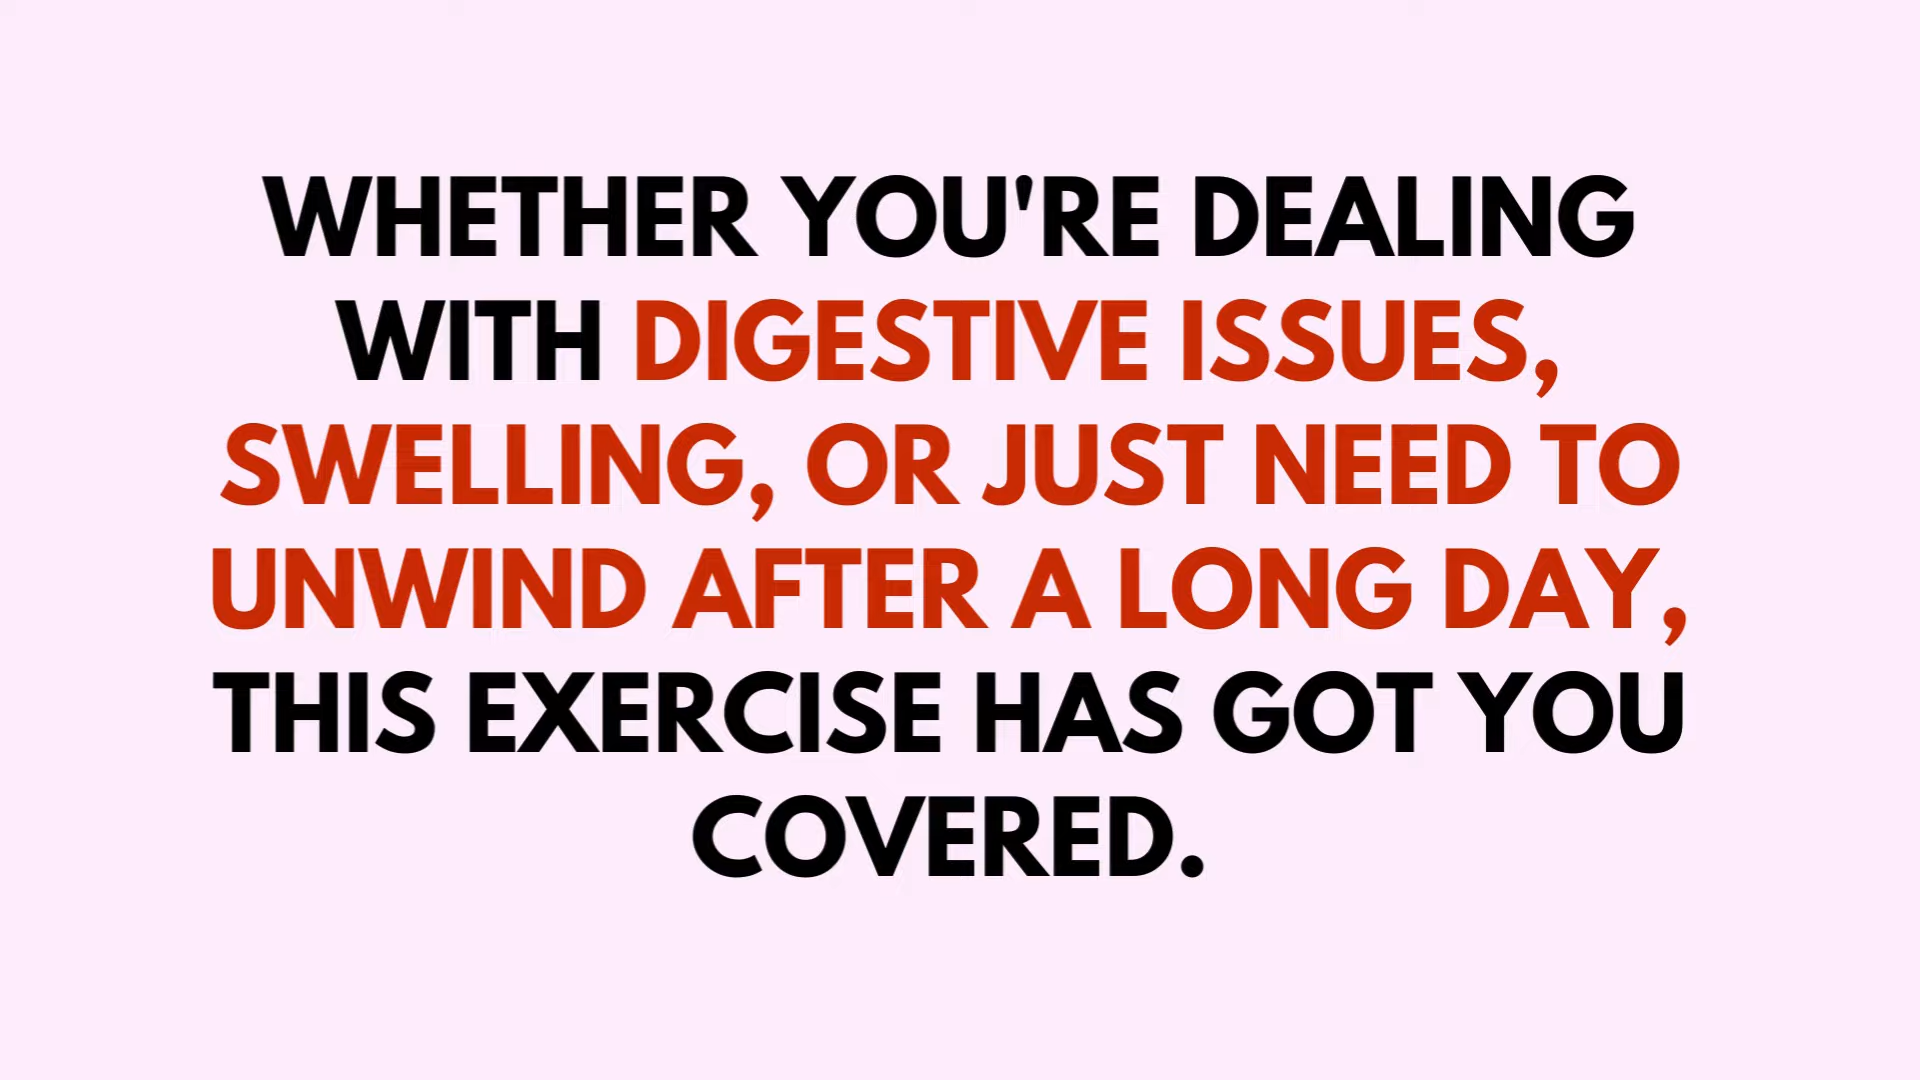 WHETHER YOU'RE DEALING
WITH DIGESTIVE ISSUES,
SWELLING, OR JUST NEED TO
UNWIND AFTER A LONG DAY,
THIS EXERCISE HAS GOT YOU
COVERED.